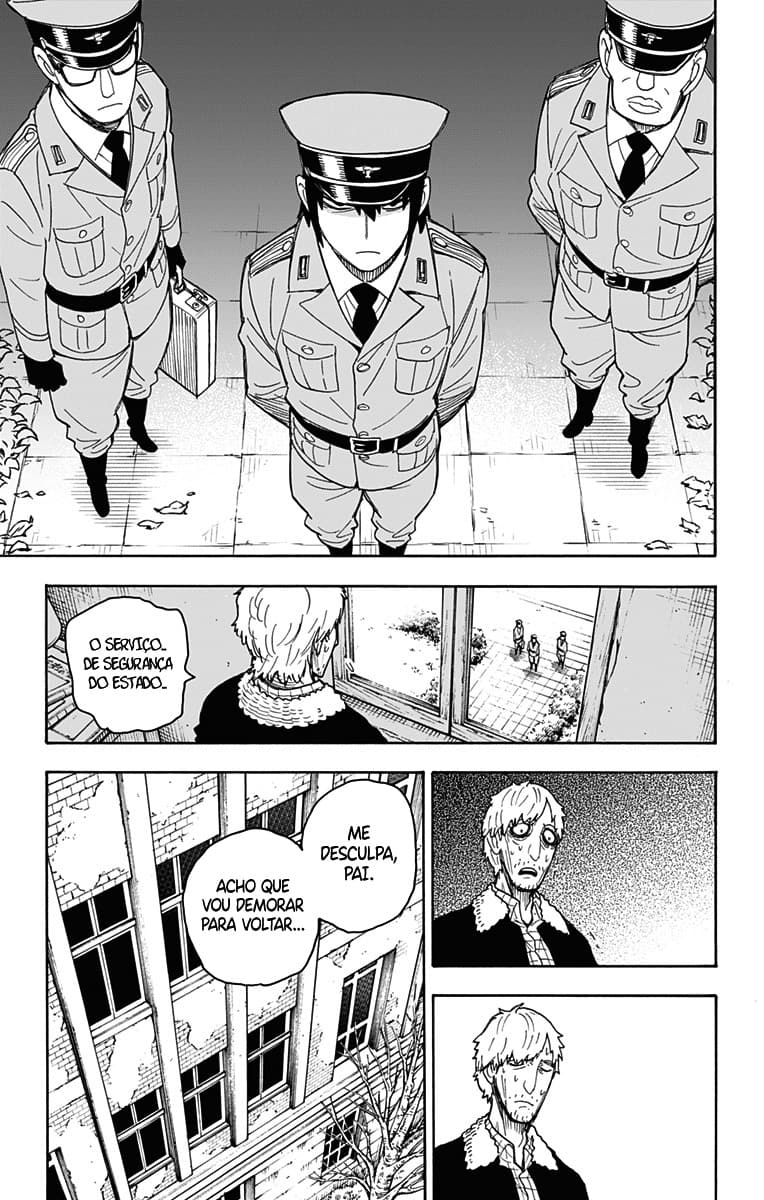 O SERVIÇO..
DE SEGURANÇA
DO ESTADO..
ME
DESCULPA,
PAI.
ACHO QUE
VOU DEMORAR
PARA VOLTAR...